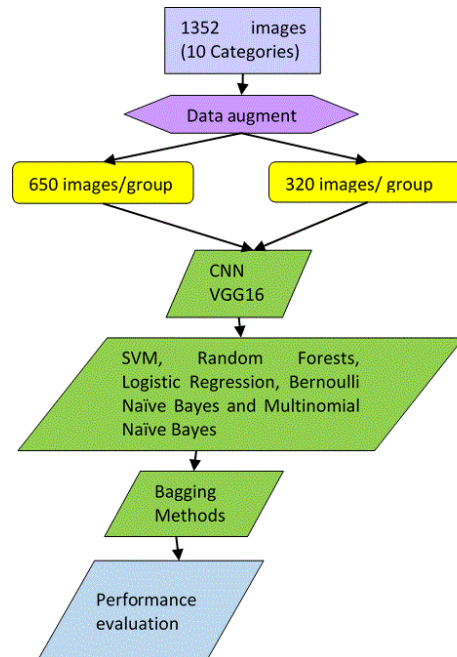 1352 images
(10 Categories)
Data augment
650 images/group
320 images/ group
CNN
VGG16
SVM, Random Forests,
Logistic Regression, Bernoulli
Naïve Bayes and Multinomial
Naïve Bayes
Bagging
Methods
Performance
evaluation